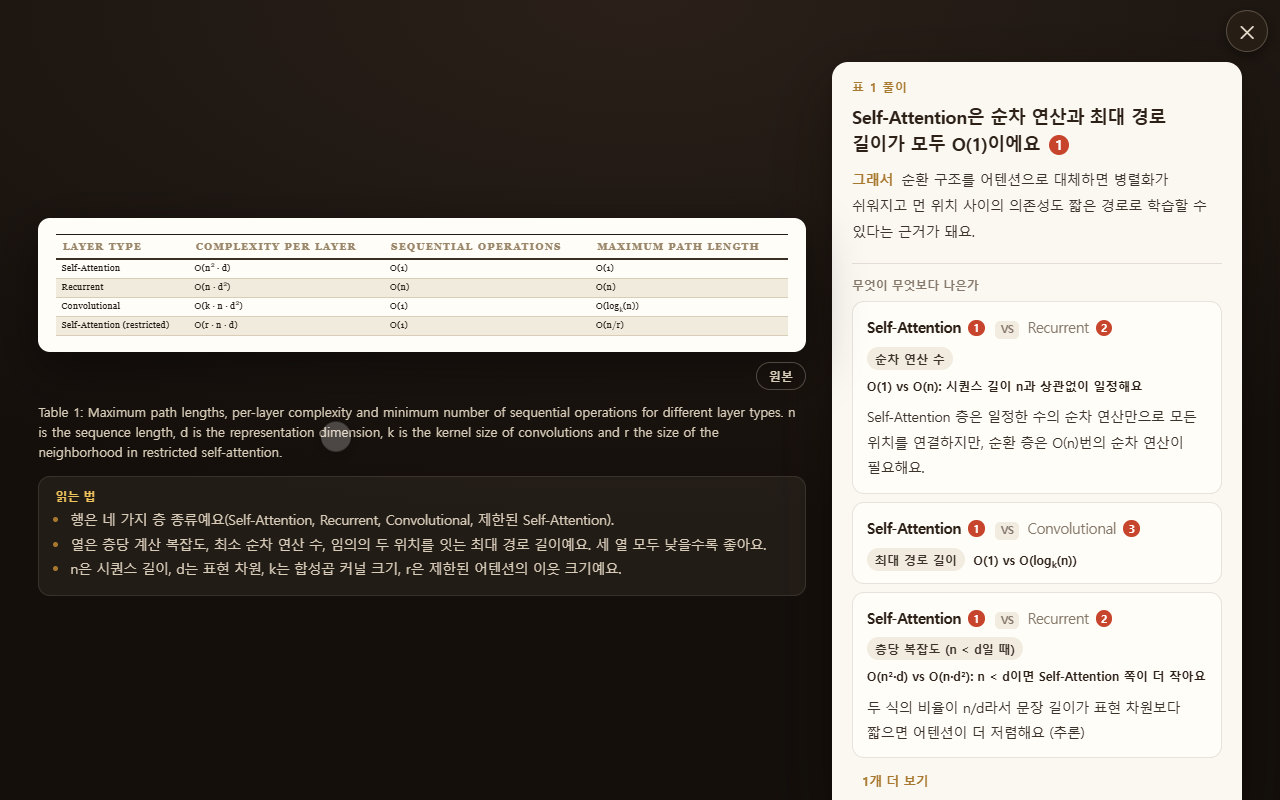 LAYER TYPE COMPLEXITY PER LAYER SEQUENTIAL OPERATIONS MAXIMUM PATH LENGTH
Self-Attention O(n² · d) O(1) O(1)
Recurrent O(n · d²) O(n) O(n)
Convolutional O(k · n · d²) O(1) O(logₖ(n))
Self-Attention (restricted) O(r · n · d) O(1) O(n/r)
원본
Table 1: Maximum path lengths, per-layer complexity and minimum number of sequential operations for different layer types. n
is the sequence length, d is the representation dimension, k is the kernel size of convolutions and r the size of the
neighborhood in restricted self-attention.
읽는 법
• 행은 네 가지 층 종류예요(Self-Attention, Recurrent, Convolutional, 제한된 Self-Attention).
• 열은 층당 계산 복잡도, 최소 순차 연산 수, 임의의 두 위치를 잇는 최대 경로 길이예요. 세 열 모두 낮을수록 좋아요.
• n은 시퀀스 길이, d는 표현 차원, k는 합성곱 커널 크기, r은 제한된 어텐션의 이웃 크기예요.
표 1 풀이
Self-Attention은 순차 연산과 최대 경로
길이가 모두 O(1)이에요 1
그래서 순환 구조를 어텐션으로 대체하면 병렬화가
쉬워지고 먼 위치 사이의 의존성도 짧은 경로로 학습할 수
있다는 근거가 돼요.
무엇이 무엇보다 나은가
Self-Attention 1 VS Recurrent 2
순차 연산 수
O(1) vs O(n): 시퀀스 길이 n과 상관없이 일정해요
Self-Attention 층은 일정한 수의 순차 연산만으로 모든
위치를 연결하지만, 순환 층은 O(n)번의 순차 연산이
필요해요.
Self-Attention 1 VS Convolutional 3
최대 경로 길이 O(1) vs O(logₖ(n))
Self-Attention 1 VS Recurrent 2
층당 복잡도 (n < d일 때)
O(n²·d) vs O(n·d²): n < d이면 Self-Attention 쪽이 더 작아요
두 식의 비율이 n/d라서 문장 길이가 표현 차원보다
짧으면 어텐션이 더 저렴해요 (추론)
1개 더 보기